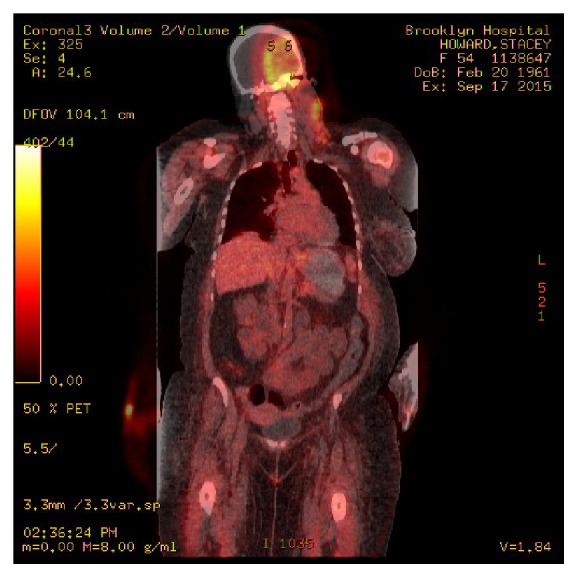 Coronal3 Volume 2/Volume 1
Ex: 325
Se: 4
A: 24.6
Brooklyn Hospital
HOWARD,STACEY
F 54 1138647
DoB: Feb 20 1961
Ex: Sep 17 2015
DFOV 104.1 cm
402/44
L
5
2
1
0.00
50 % PET
5.5/
3.3mm /3.3var.sp
02:36:24 PM
m=0.00 M=8.00 g/ml
I 1035
V=1.84